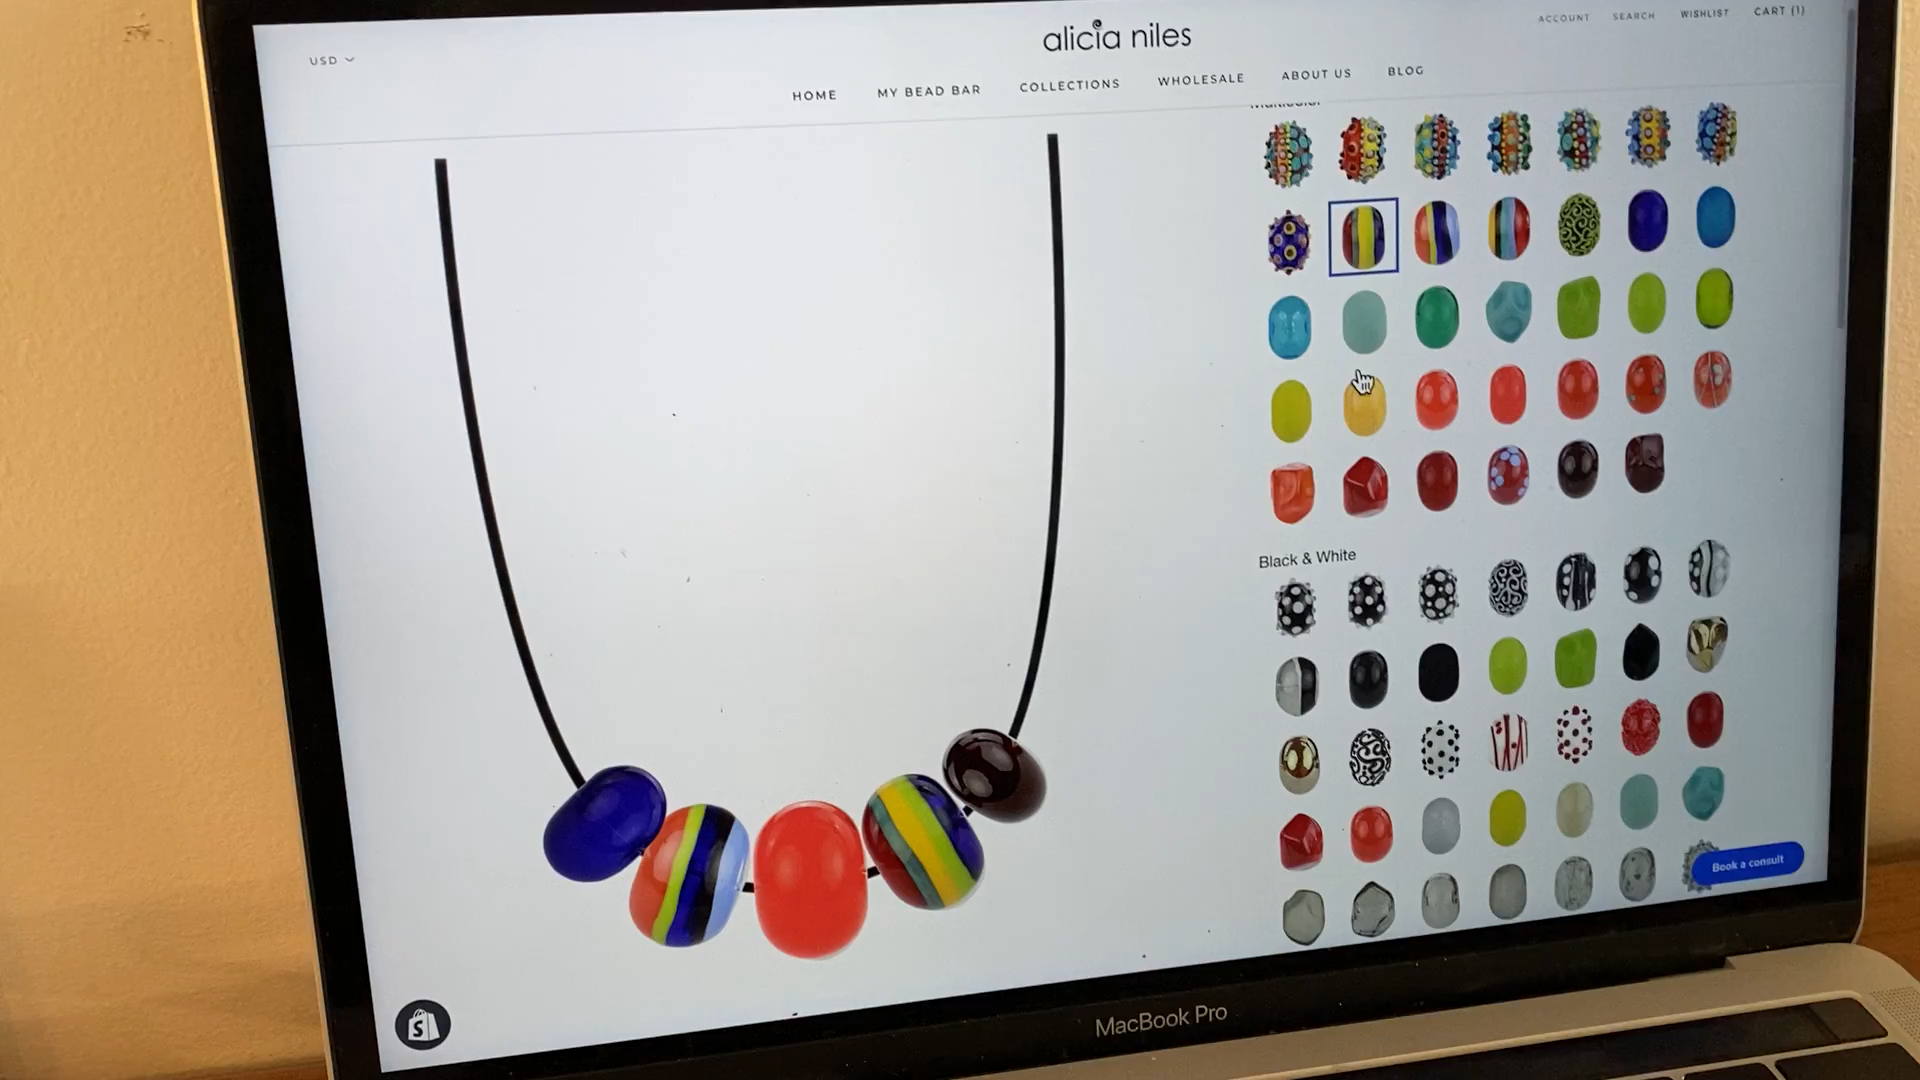 USD
alicia niles
ACCOUNT SEARCH WISHLIST CART (1)
HOME MY BEAD BAR COLLECTIONS WHOLESALE ABOUT US BLOG
Multicolor
Black & White
Book a consult
S
MacBook Pro